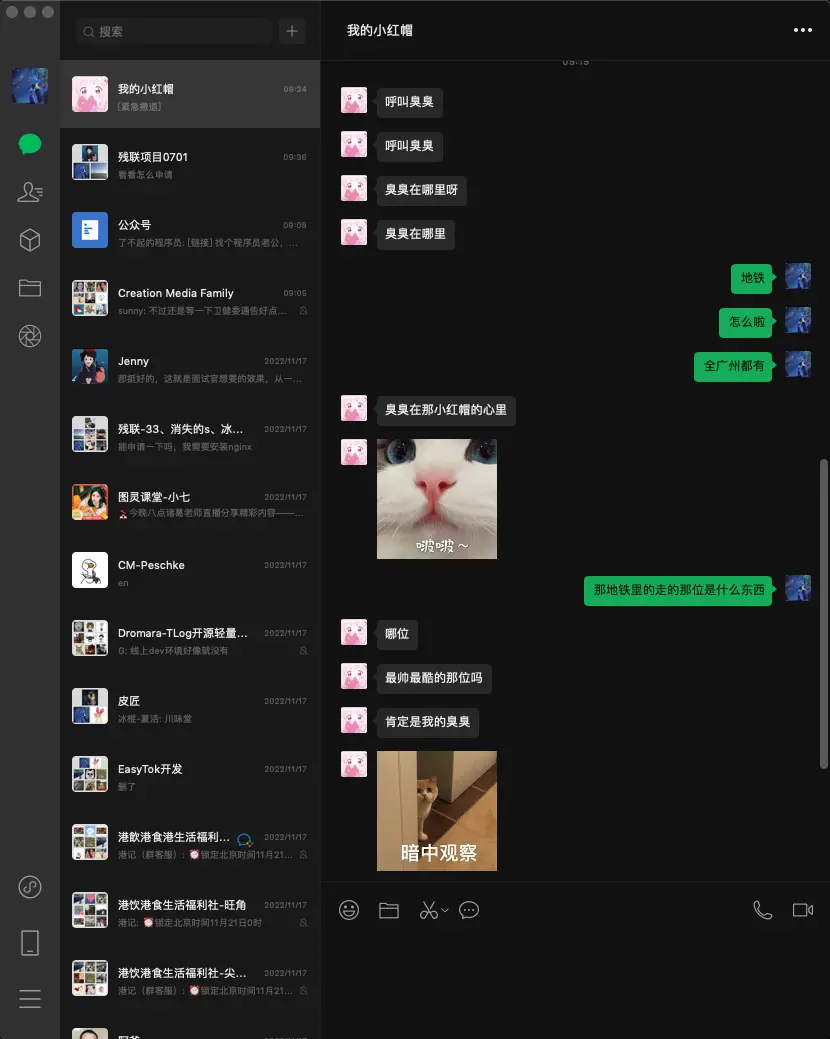 搜索
我的小红帽
09:24
[紧急撤退]
残联项目0701
09:36
看看怎么申请
公众号
09:08
了不起的程序员: [链接] 找个程序员老公，...
Creation Media Family
09:05
sunny: 不过还是等一下卫健委通告好点...
Jenny
2022/11/17
那挺好的，这就是面试官想要的效果，从一...
残联-33、消失的s、冰...
2022/11/17
能申请一下吗，我需要安装nginx
图灵课堂-小七
2022/11/17
今晚八点诸葛老师直播分享精彩内容——...
CM-Peschke
2022/11/17
en
Dromara-TLog开源轻量...
2022/11/17
G: 线上dev环境好像就没有
皮匠
2022/11/17
冰棍-夏洁: 川味堂
EasyTok开发
2022/11/17
删了
港飲港食港生活福利...
2022/11/17
港记（群客服）: ⏰锁定北京时间11月21...
港饮港食生活福利社-旺角
2022/11/17
港记: ⏰锁定北京时间11月21日0时
港饮港食生活福利社-尖...
2022/11/17
港记（群客服）: ⏰锁定北京时间11月21...
我的小红帽
09:19
呼叫臭臭
呼叫臭臭
臭臭在哪里呀
臭臭在哪里
地铁
怎么啦
全广州都有
臭臭在那小红帽的心里
啵啵～
那地铁里的走的那位是什么东西
哪位
最帅最酷的那位吗
肯定是我的臭臭
暗中观察